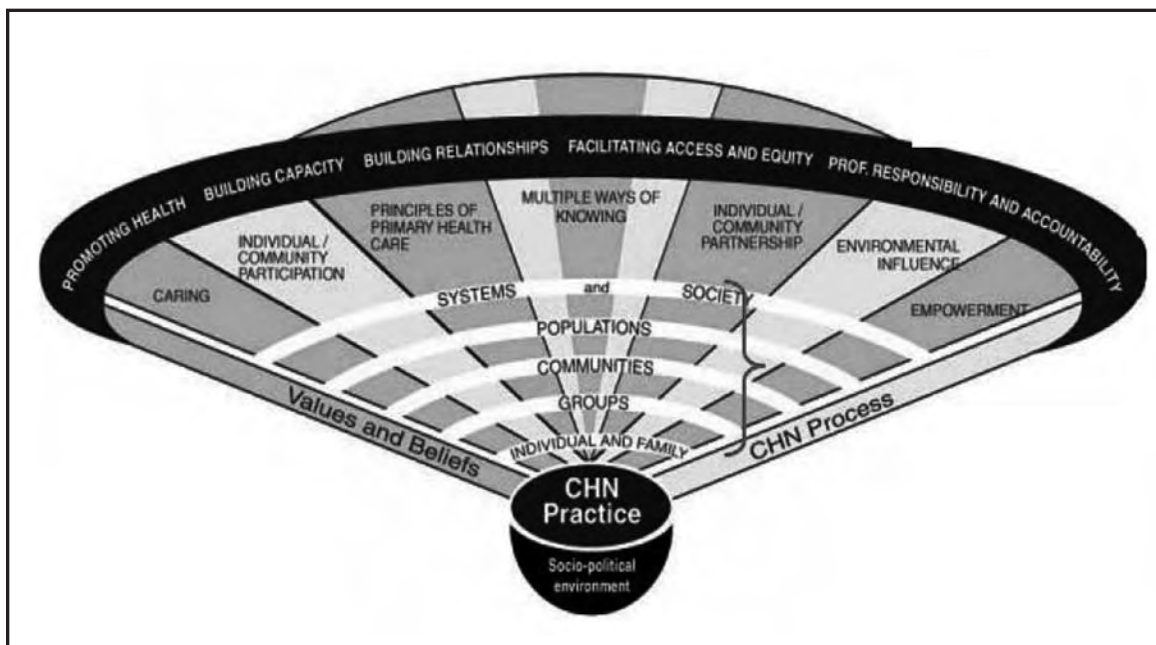 PROMOTING HEALTH
BUILDING CAPACITY
BUILDING RELATIONSHIPS
FACILITATING ACCESS AND EQUITY
PROF. RESPONSIBILITY AND ACCOUNTABILITY
CARING
INDIVIDUAL /
COMMUNITY
PARTICIPATION
PRINCIPLES OF
PRIMARY HEALTH
CARE
MULTIPLE WAYS OF
KNOWING
INDIVIDUAL /
COMMUNITY
PARTNERSHIP
ENVIRONMENTAL
INFLUENCE
EMPOWERMENT
SYSTEMS and SOCIETY
POPULATIONS
COMMUNITIES
GROUPS
INDIVIDUAL AND FAMILY
Values and Beliefs
CHN Process
CHN
Practice
Socio-political
environment